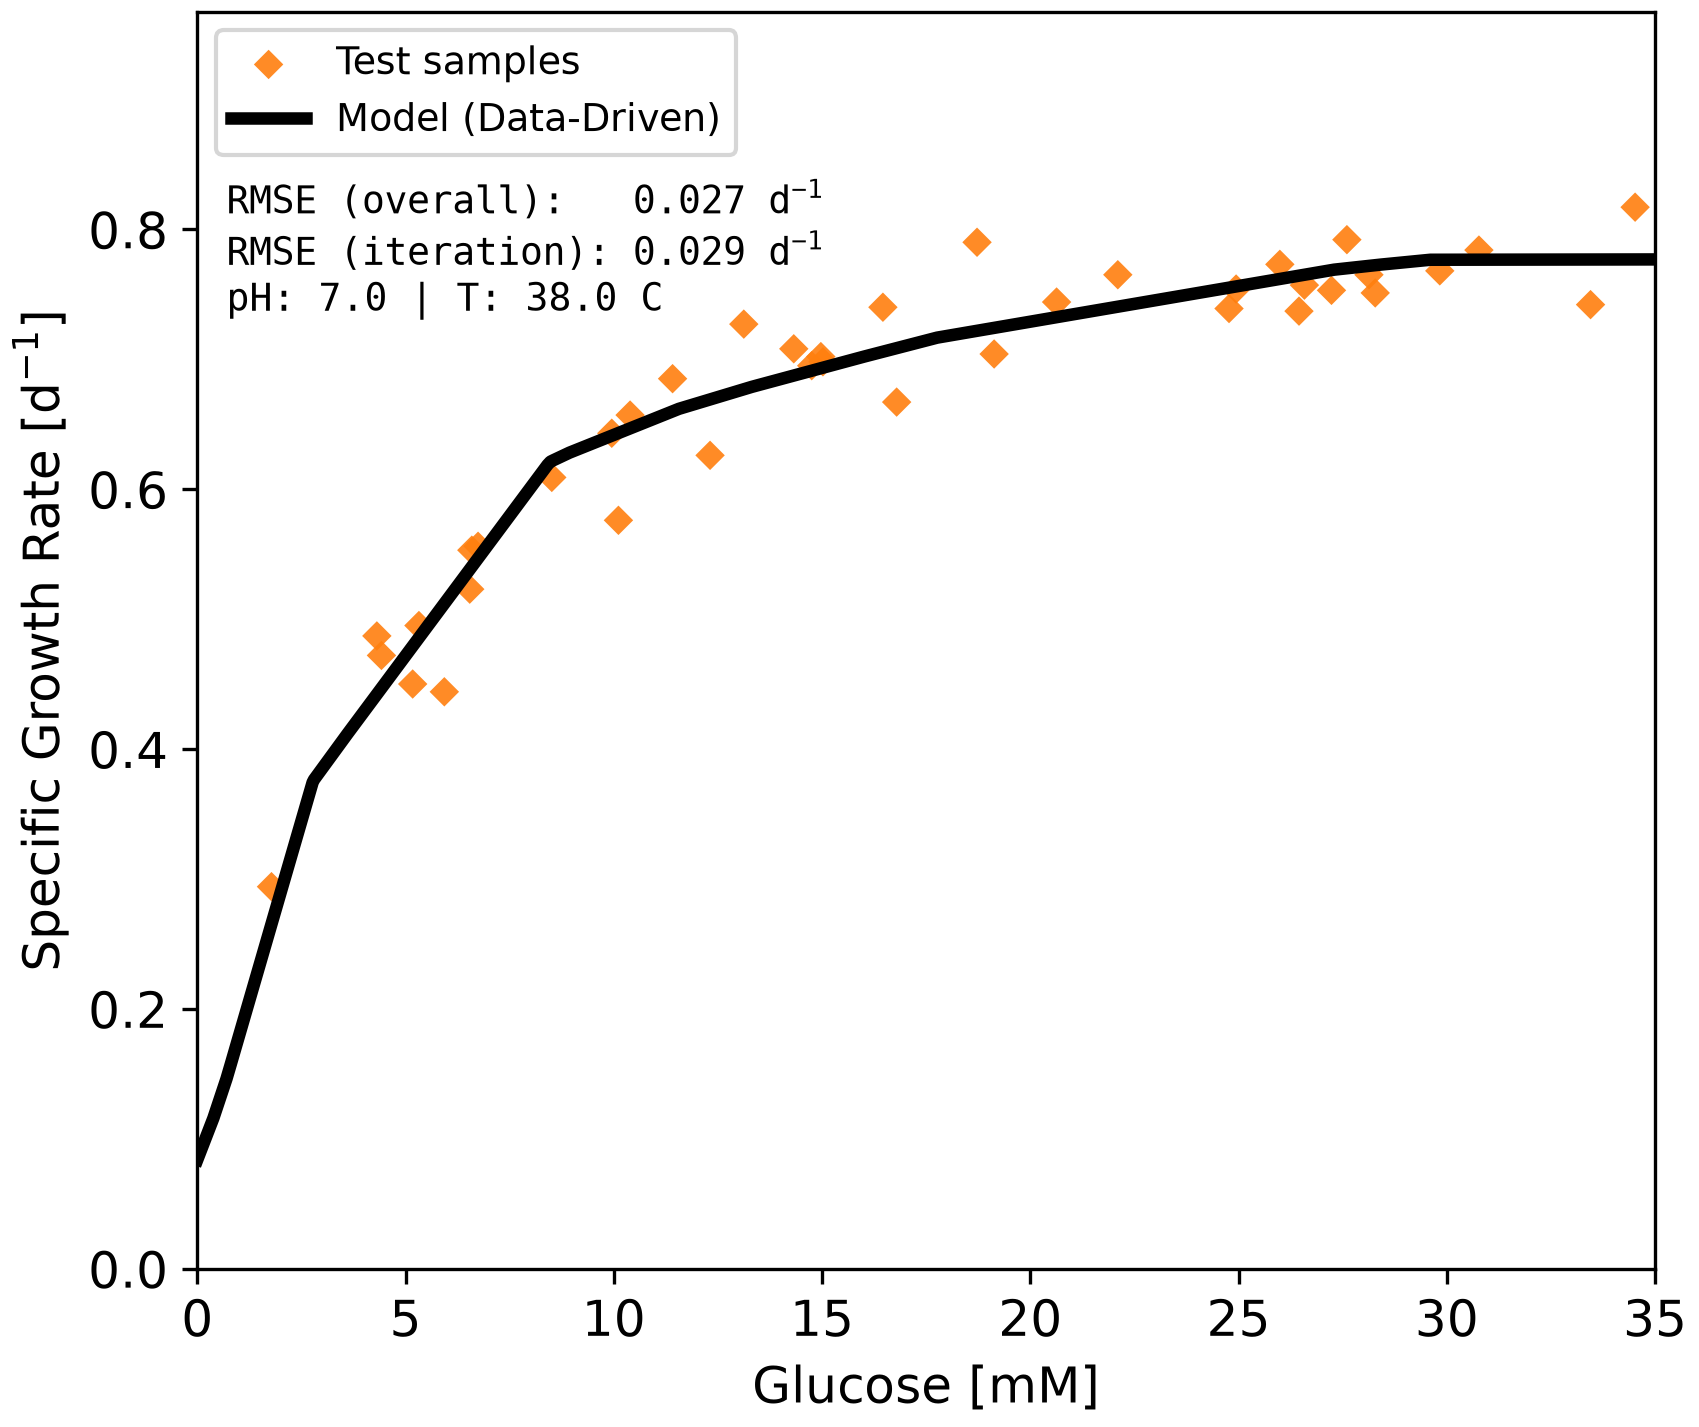 Test samples
Model (Data-Driven)
RMSE (overall):   0.027 d⁻¹
RMSE (iteration): 0.029 d⁻¹
pH: 7.0 | T: 38.0 C
Specific Growth Rate [d⁻¹]
0.8
0.6
0.4
0.2
0.0
0 5 10 15 20 25 30 35
Glucose [mM]